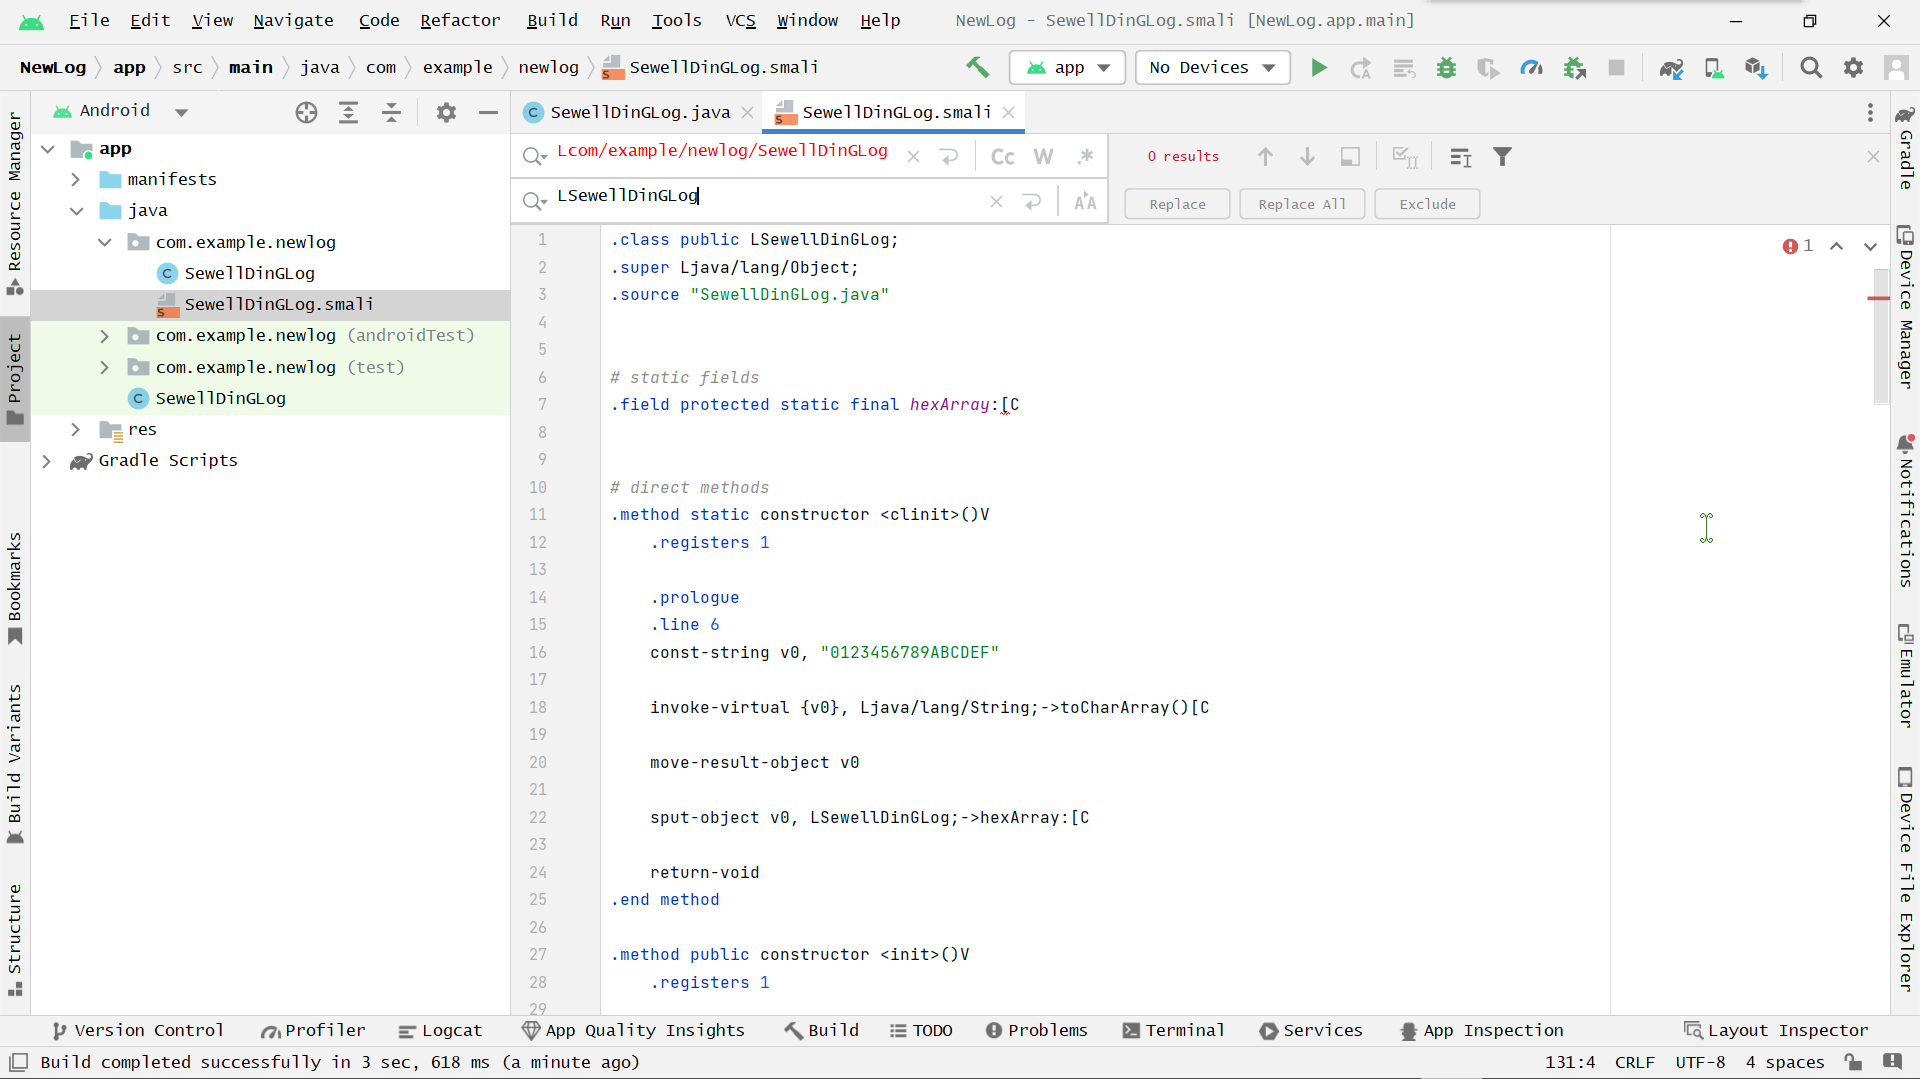 File Edit View Navigate Code Refactor Build Run Tools VCS Window Help NewLog - SewellDinGLog.smali [NewLog.app.main]
NewLog app src main java com example newlog SewellDinGLog.smali app No Devices
Android
SewellDinGLog.java SewellDinGLog.smali
Lcom/example/newlog/SewellDinGLog Cc W .* 0 results
LSewellDinGLog Replace Replace All Exclude
app
manifests
java
com.example.newlog
SewellDinGLog
SewellDinGLog.smali
com.example.newlog (androidTest)
com.example.newlog (test)
SewellDinGLog
res
Gradle Scripts
1 .class public LSewellDinGLog;
2 .super Ljava/lang/Object;
3 .source "SewellDinGLog.java"
4
5
6 # static fields
7 .field protected static final hexArray:[C
8
9
10 # direct methods
11 .method static constructor <clinit>()V
12 .registers 1
13
14 .prologue
15 .line 6
16 const-string v0, "0123456789ABCDEF"
17
18 invoke-virtual {v0}, Ljava/lang/String;->toCharArray()[C
19
20 move-result-object v0
21
22 sput-object v0, LSewellDinGLog;->hexArray:[C
23
24 return-void
25 .end method
26
27 .method public constructor <init>()V
28 .registers 1
29
1
Resource Manager
Project
Bookmarks
Build Variants
Structure
Gradle
Device Manager
Notifications
Emulator
Device File Explorer
Version Control Profiler Logcat App Quality Insights Build TODO Problems Terminal Services App Inspection Layout Inspector
Build completed successfully in 3 sec, 618 ms (a minute ago) 131:4 CRLF UTF-8 4 spaces